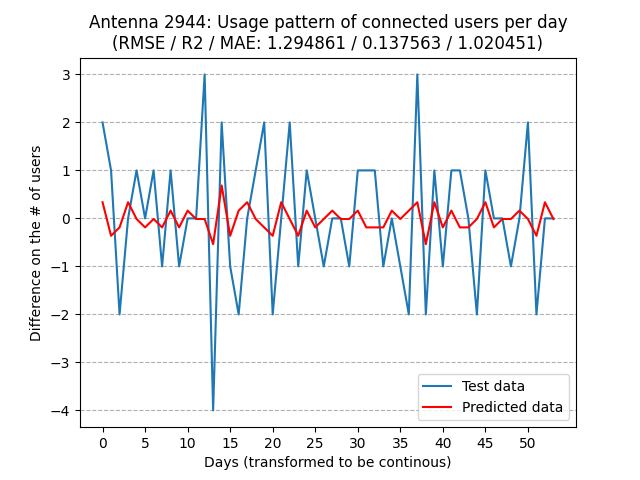 Antenna 2944: Usage pattern of connected users per day
(RMSE / R2 / MAE: 1.294861 / 0.137563 / 1.020451)
Difference on the # of users
3
2
1
0
−1
−2
−3
−4
Test data
Predicted data
0 5 10 15 20 25 30 35 40 45 50
Days (transformed to be continous)